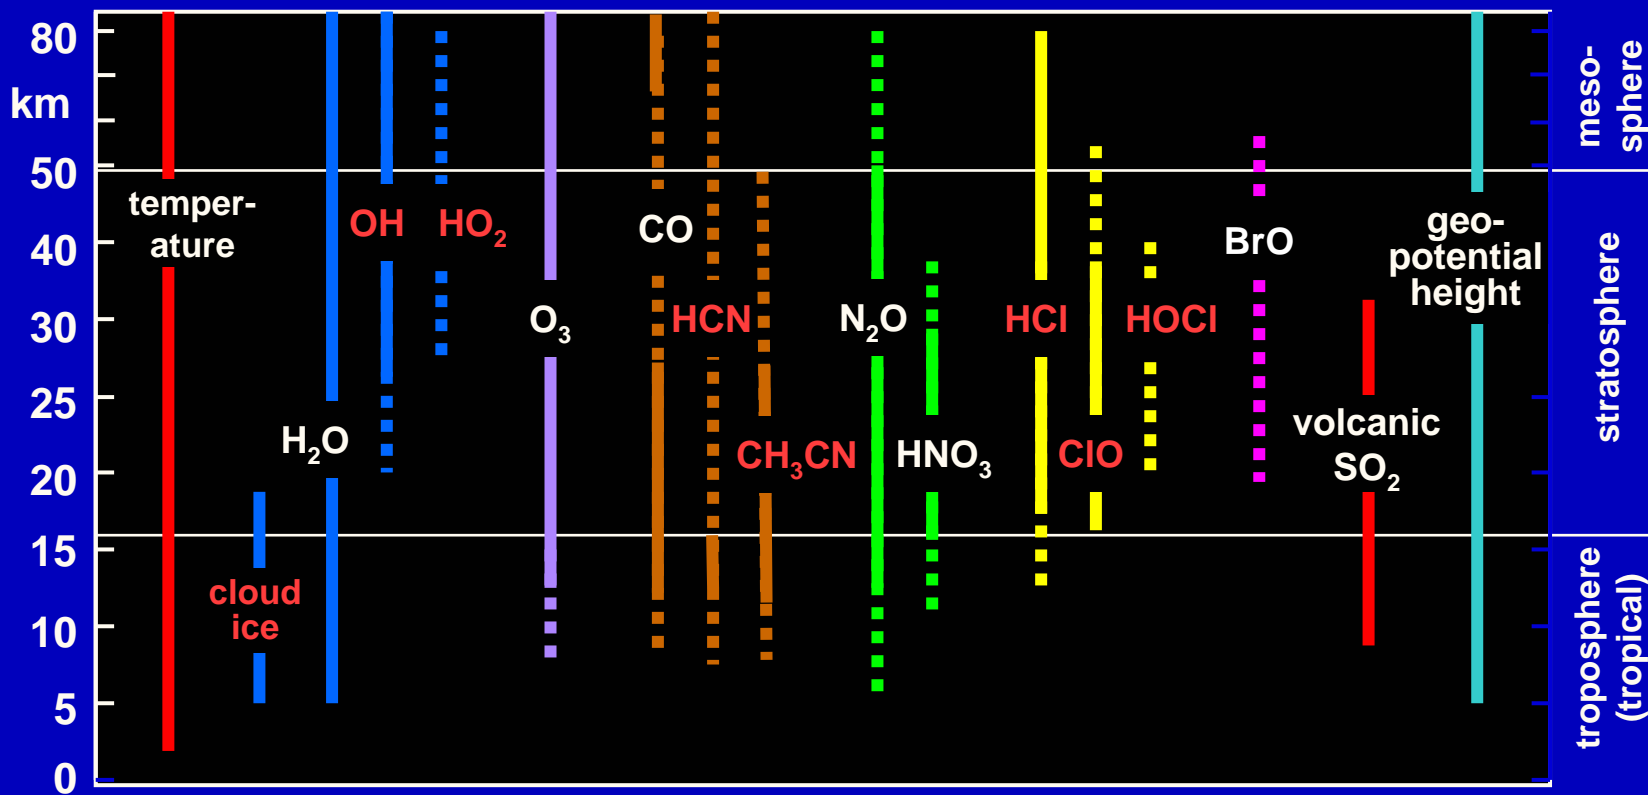 80
km
50
40
30
25
20
15
10
5
0
temper-
ature
cloud
ice
H₂O
OH
HO₂
O₃
CO
HCN
CH₃CN
N₂O
HNO₃
HCl
ClO
HOCl
BrO
volcanic
SO₂
geo-
potential
height
meso-
sphere
stratosphere
troposphere
(tropical)